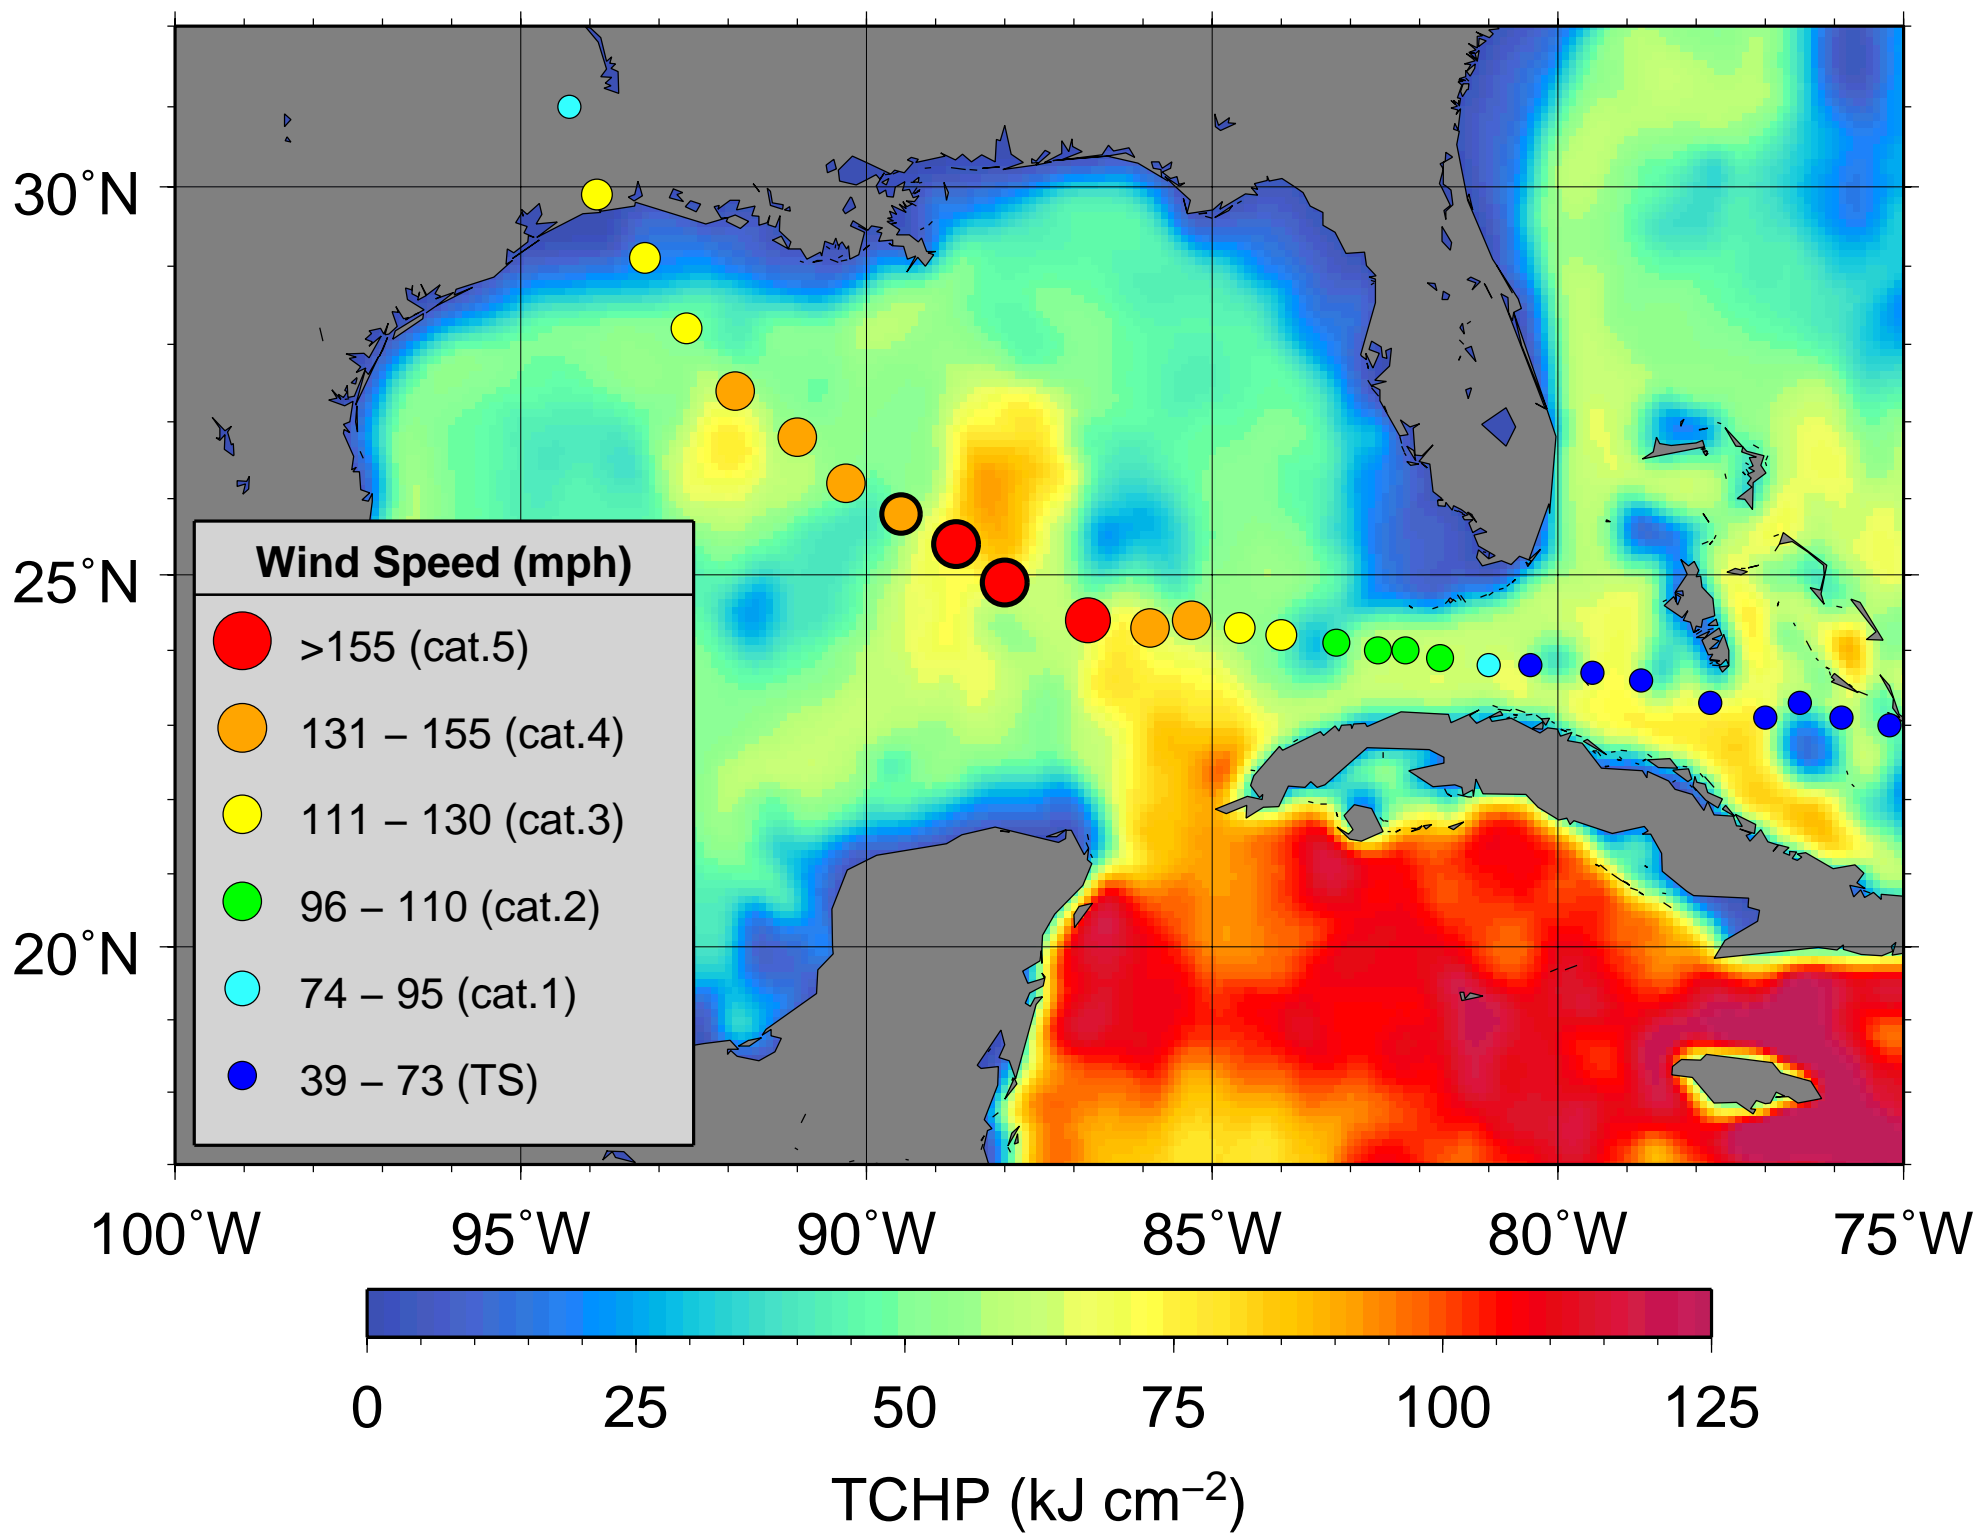 30°N
25°N
20°N
Wind Speed (mph)
>155 (cat.5)
131 – 155 (cat.4)
111 – 130 (cat.3)
96 – 110 (cat.2)
74 – 95 (cat.1)
39 – 73 (TS)
100°W 95°W 90°W 85°W 80°W 75°W
0 25 50 75 100 125
TCHP (kJ cm⁻²)